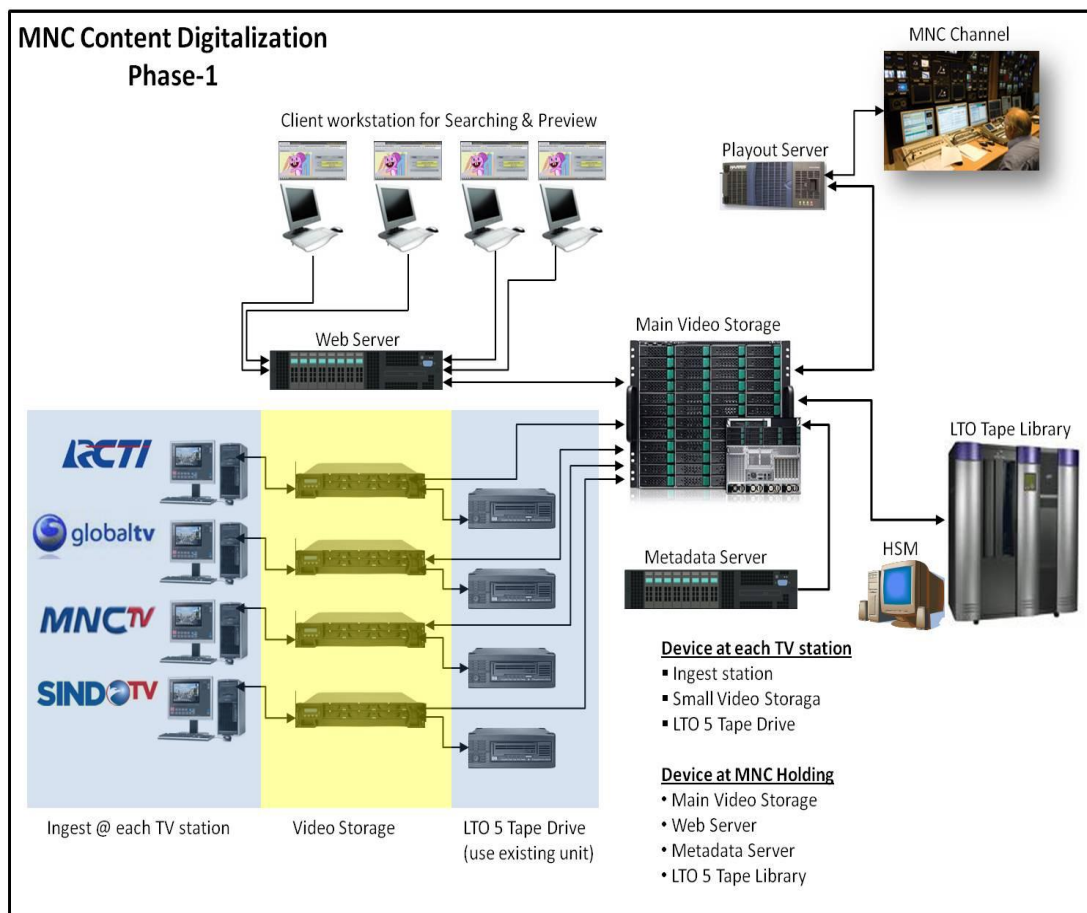 MNC Content Digitalization
Phase-1
MNC Channel
Client workstation for Searching & Preview
Playout Server
Web Server
Main Video Storage
LTO Tape Library
RCTI
globaltv
MNCTV
SINDOTV
Metadata Server
HSM
Device at each TV station
▪ Ingest station
▪ Small Video Storaga
▪ LTO 5 Tape Drive
Device at MNC Holding
• Main Video Storage
• Web Server
• Metadata Server
• LTO 5 Tape Library
Ingest @ each TV station
Video Storage
LTO 5 Tape Drive
(use existing unit)